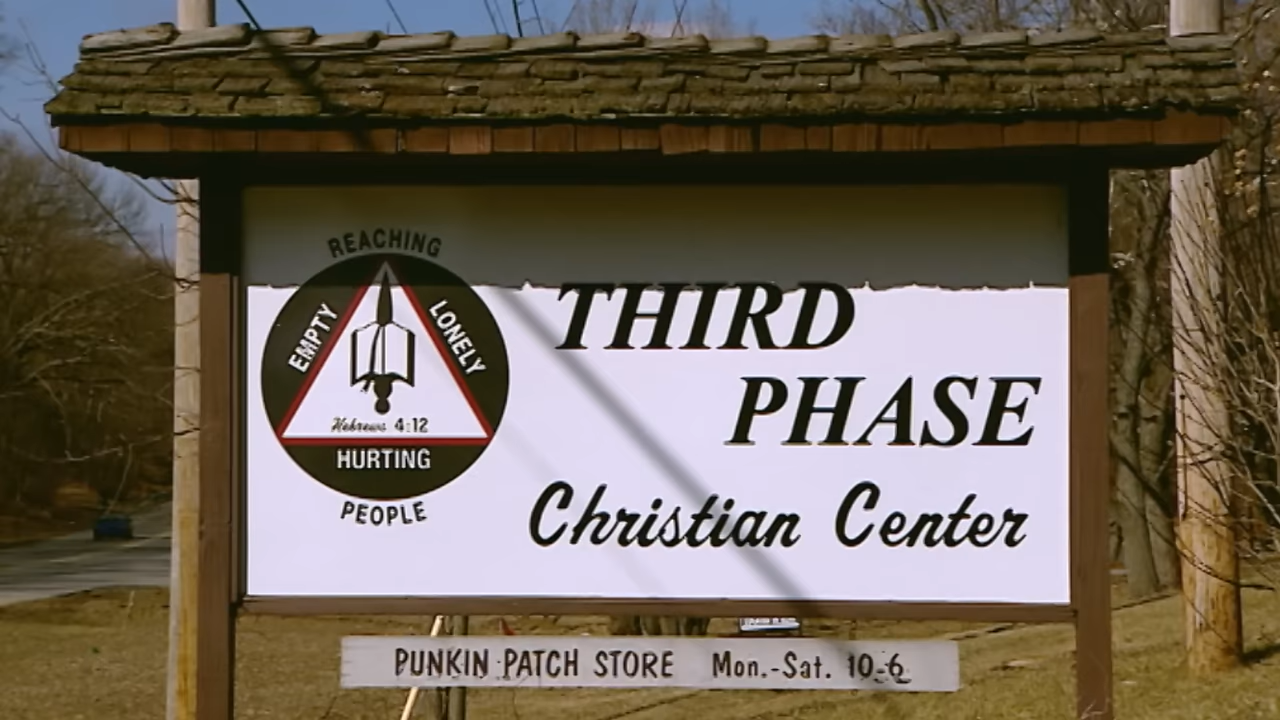 REACHING
EMPTY
LONELY
Hebrews 4:12
HURTING
PEOPLE
THIRD
PHASE
Christian Center
PUNKIN PATCH STORE Mon.-Sat. 10-6